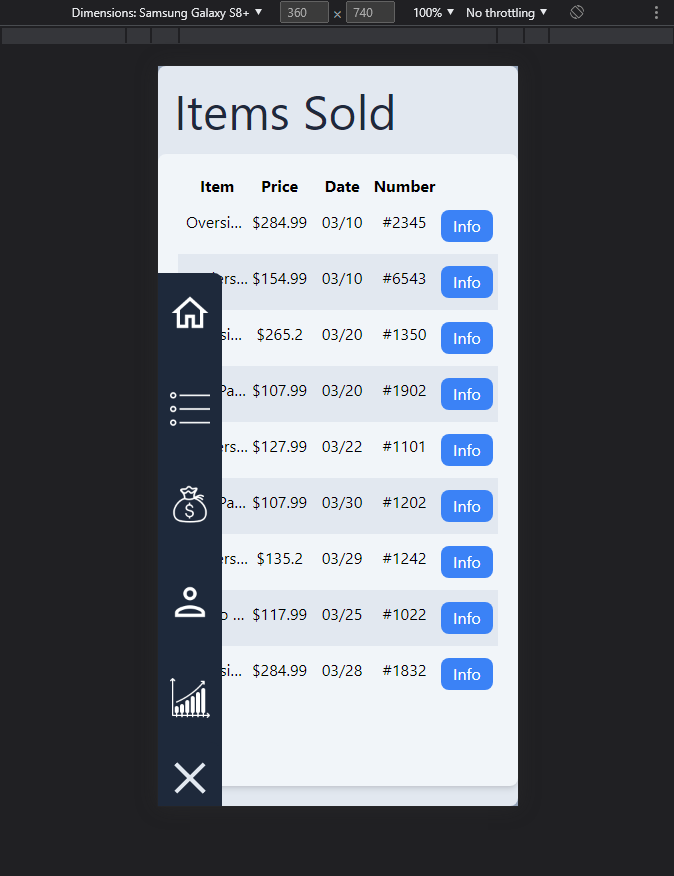 Dimensions: Samsung Galaxy S8+ ▼ 360 × 740 100% ▼ No throttling ▼
Items Sold
Item Price Date Number
Oversi... $284.99 03/10 #2345 Info
ers... $154.99 03/10 #6543 Info
si... $265.2 03/20 #1350 Info
Pa... $107.99 03/20 #1902 Info
ers... $127.99 03/22 #1101 Info
Pa... $107.99 03/30 #1202 Info
ers... $135.2 03/29 #1242 Info
o ... $117.99 03/25 #1022 Info
si... $284.99 03/28 #1832 Info
$